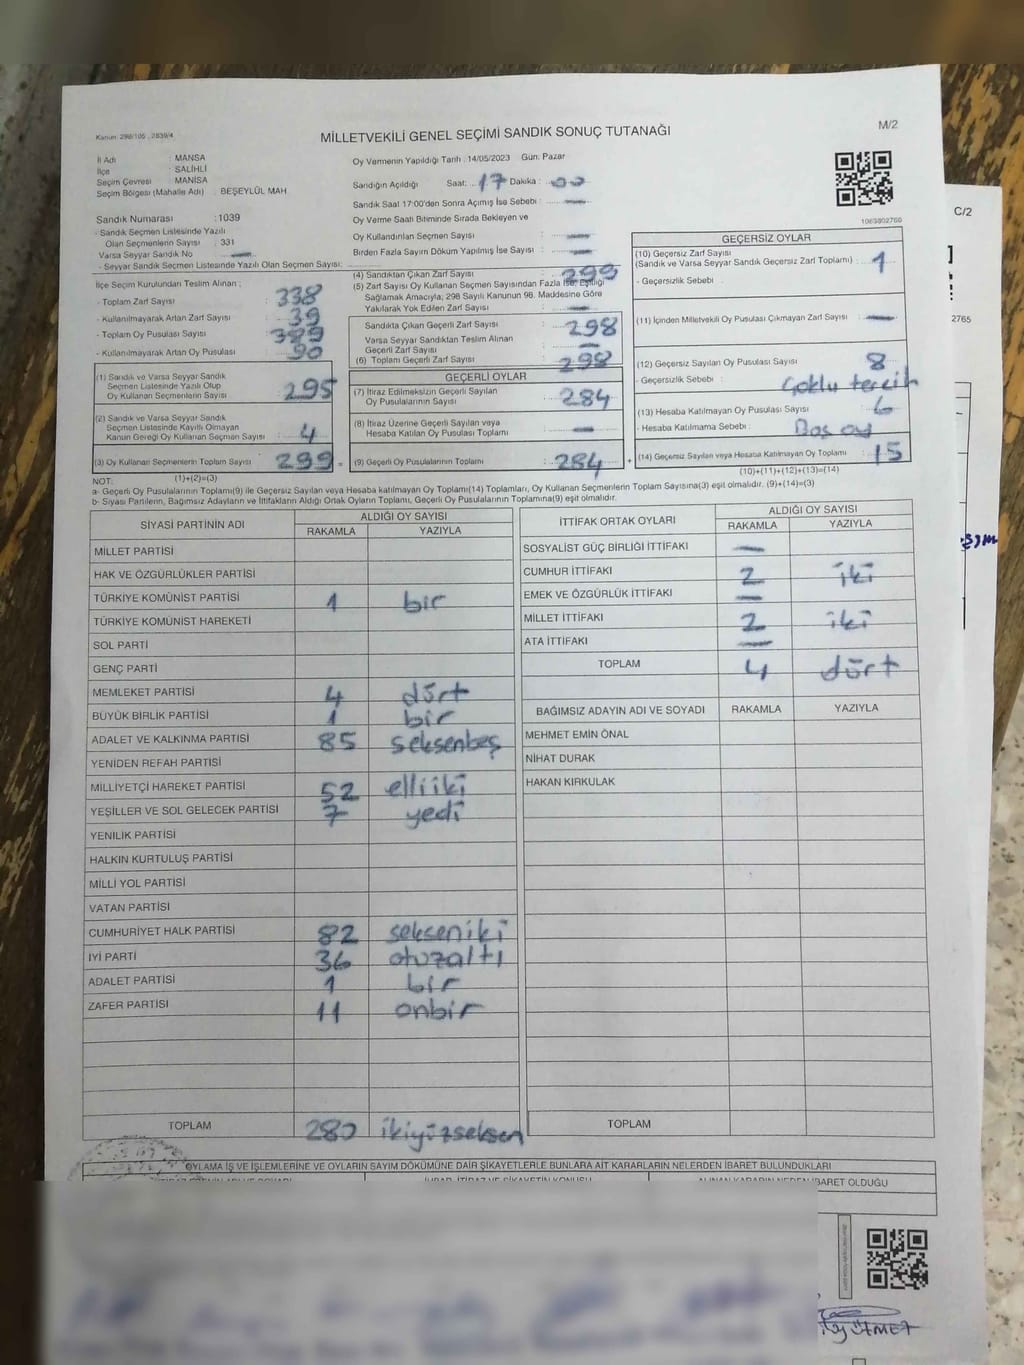 Kanun: 298/105 , 2839/4
MİLLETVEKİLİ GENEL SEÇİMİ SANDIK SONUÇ TUTANAĞI
M/2
İl Adı : MANİSA
İlçe : SALİHLİ
Seçim Çevresi : MANİSA
Seçim Bölgesi (Mahalle Adı) : BEŞEYLÜL MAH.
Oy Vermenin Yapıldığı Tarih : 14/05/2023 Gün: Pazar
Sandığın Açıldığı Saat: 17 Dakika : 00
Sandık Saat 17:00'den Sonra Açmış İse Sebebi : —
Sandık Numarası : 1039
- Sandık Seçmen Listesinde Yazılı
Olan Seçmenlerin Sayısı : 331
Varsa Seyyar Sandık No —
- Seyyar Sandık Seçmen Listesinde Yazılı Olan Seçmen Sayısı:
Oy Verme Saati Bitiminde Sırada Bekleyen ve
Oy Kullandırılan Seçmen Sayısı : —
Birden Fazla Sayım Döküm Yapılmış İse Sayısı : —
1083802760
C/2
2765
İlçe Seçim Kurulundan Teslim Alınan ;
- Toplam Zarf Sayısı : 338
- Kullanılmayarak Artan Zarf Sayısı : 39
- Toplam Oy Pusulası Sayısı : 389
- Kullanılmayarak Artan Oy Pusulası : 90
(1) Sandık ve Varsa Seyyar Sandık
Seçmen Listesinde Yazılı Olup
Oy Kullanan Seçmenlerin Sayısı : 295
(2) Sandık ve Varsa Seyyar Sandık
Seçmen Listesinde Kayıtlı Olmayan
Kanun Gereği Oy Kullanan Seçmen Sayısı : 4
(3) Oy Kullanan Seçmenlerin Toplam Sayısı : 299
(1)+(2)=(3)
(4) Sandıktan Çıkan Zarf Sayısı : 299
(5) Zarf Sayısı Oy Kullanan Seçmen Sayısından Fazla İse, Eşitliği
Sağlamak Amacıyla, 298 Sayılı Kanunun 98. Maddesine Göre
Yakılarak Yok Edilen Zarf Sayısı : —
Sandıkta Çıkan Geçerli Zarf Sayısı : 298
Varsa Seyyar Sandıktan Teslim Alınan
Geçerli Zarf Sayısı : —
(6) Toplam Geçerli Zarf Sayısı : 298
GEÇERLİ OYLAR
(7) İtiraz Edilmeksizin Geçerli Sayılan
Oy Pusulalarının Sayısı : 284
(8) İtiraz Üzerine Geçerli Sayılan veya
Hesaba Katılan Oy Pusulası Toplamı : —
(9) Geçerli Oy Pusulalarının Toplamı : 284
GEÇERSİZ OYLAR
(10) Geçersiz Zarf Sayısı
(Sandık ve Varsa Seyyar Sandık Geçersiz Zarf Toplamı) : 1
- Geçersizlik Sebebi :
(11) İçinden Milletvekili Oy Pusulası Çıkmayan Zarf Sayısı : —
(12) Geçersiz Sayılan Oy Pusulası Sayısı : 8
- Geçersizlik Sebebi : Çoklu tercih
(13) Hesaba Katılmayan Oy Pusulası Sayısı : 6
- Hesaba Katılmama Sebebi : Boş oy
(14) Geçersiz Sayılan veya Hesaba Katılmayan Oy Toplamı : 15
(10)+(11)+(12)+(13)=(14)
NOT:
a- Geçerli Oy Pusulalarının Toplamı(9) ile Geçersiz Sayılan veya Hesaba katılmayan Oy Toplamı(14) Toplamları, Oy Kullanan Seçmenlerin Toplam Sayısına(3) eşit olmalıdır. (9)+(14)=(3)
b- Siyasi Partilerin, Bağımsız Adayların ve İttifakların Aldığı Ortak Oyların Toplamı, Geçerli Oy Pusulalarının Toplamına(9) eşit olmalıdır.
SİYASİ PARTİNİN ADI ALDIĞI OY SAYISI
RAKAMLA YAZIYLA
MİLLET PARTİSİ
HAK VE ÖZGÜRLÜKLER PARTİSİ
TÜRKİYE KOMÜNİST PARTİSİ 1 bir
TÜRKİYE KOMÜNİST HAREKETİ
SOL PARTİ
GENÇ PARTİ
MEMLEKET PARTİSİ 4 dört
BÜYÜK BİRLİK PARTİSİ 1 bir
ADALET VE KALKINMA PARTİSİ 85 seksenbeş
YENİDEN REFAH PARTİSİ
MİLLİYETÇİ HAREKET PARTİSİ 52 elliiki
YEŞİLLER VE SOL GELECEK PARTİSİ 7 yedi
YENİLİK PARTİSİ
HALKIN KURTULUŞ PARTİSİ
MİLLİ YOL PARTİSİ
VATAN PARTİSİ
CUMHURİYET HALK PARTİSİ 82 sekseniki
İYİ PARTİ 36 otuzaltı
ADALET PARTİSİ 1 bir
ZAFER PARTİSİ 11 onbir
TOPLAM 280 ikiyüzseksen
İTTİFAK ORTAK OYLARI ALDIĞI OY SAYISI
RAKAMLA YAZIYLA
SOSYALİST GÜÇ BİRLİĞİ İTTİFAKI —
CUMHUR İTTİFAKI 2 iki
EMEK VE ÖZGÜRLÜK İTTİFAKI —
MİLLET İTTİFAKI 2 iki
ATA İTTİFAKI —
TOPLAM 4 dört
BAĞIMSIZ ADAYIN ADI VE SOYADI RAKAMLA YAZIYLA
MEHMET EMİN ÖNAL
NİHAT DURAK
HAKAN KIRKULAK
TOPLAM
OYLAMA İŞ VE İŞLEMLERİNE VE OYLARIN SAYIM DÖKÜMÜNE DAİR ŞİKAYETLERLE BUNLARA AİT KARARLARIN NELERDEN İBARET BULUNDUKLARI
İHBAR, İTİRAZ VE ŞİKAYETİN KONUSU ALINAN KARARIN NEDEN İBARET OLDUĞU